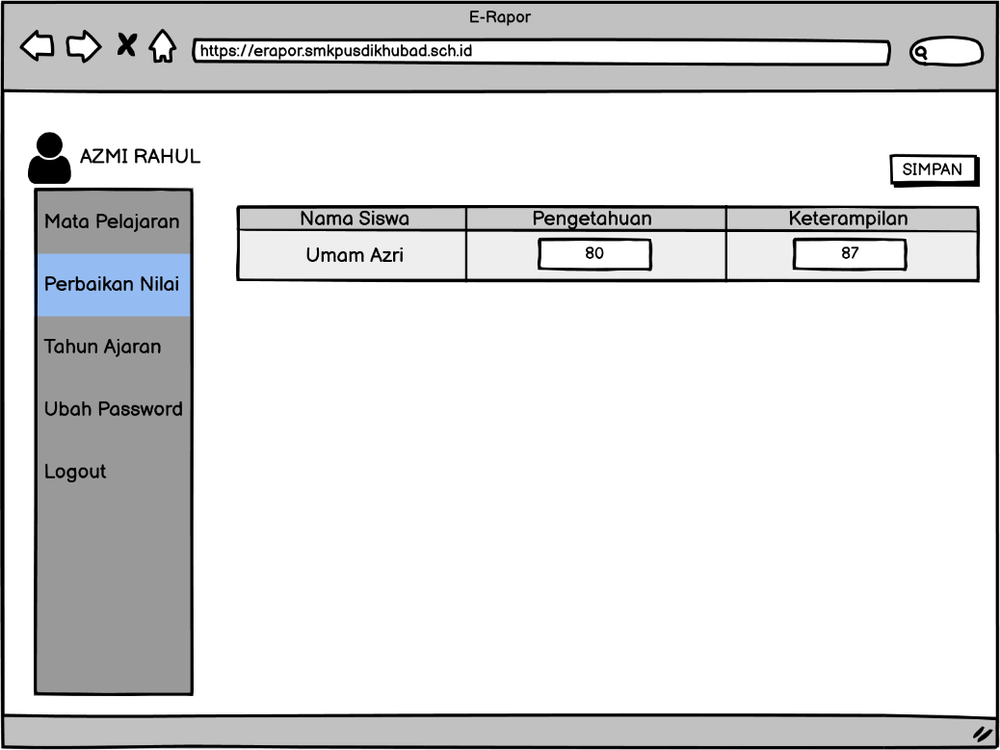 E-Rapor
https://erapor.smkpusdikhubad.sch.id
AZMI RAHUL
SIMPAN
Mata Pelajaran
Perbaikan Nilai
Tahun Ajaran
Ubah Password
Logout
Nama Siswa Pengetahuan Keterampilan
Umam Azri 80 87